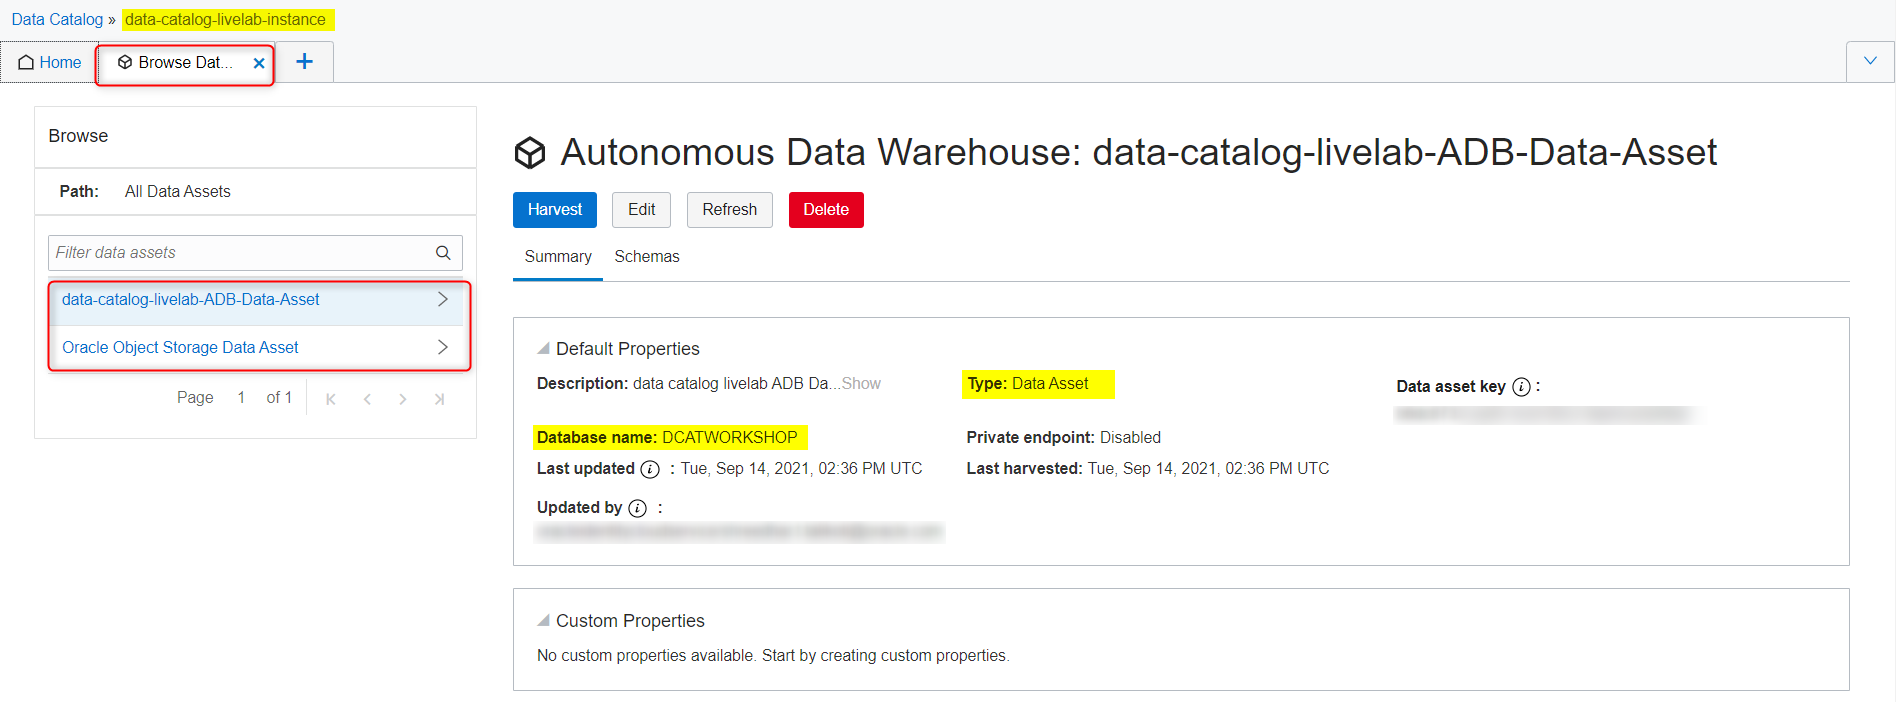 Data Catalog » data-catalog-livelab-instance
Home
Browse Dat...
Browse
Path: All Data Assets
Filter data assets
data-catalog-livelab-ADB-Data-Asset
Oracle Object Storage Data Asset
Page 1 of 1
Autonomous Data Warehouse: data-catalog-livelab-ADB-Data-Asset
Harvest Edit Refresh Delete
Summary Schemas
Default Properties
Description: data catalog livelab ADB Da...Show
Type: Data Asset
Data asset key :
Database name: DCATWORKSHOP
Private endpoint: Disabled
Last updated : Tue, Sep 14, 2021, 02:36 PM UTC
Last harvested: Tue, Sep 14, 2021, 02:36 PM UTC
Updated by :
Custom Properties
No custom properties available. Start by creating custom properties.